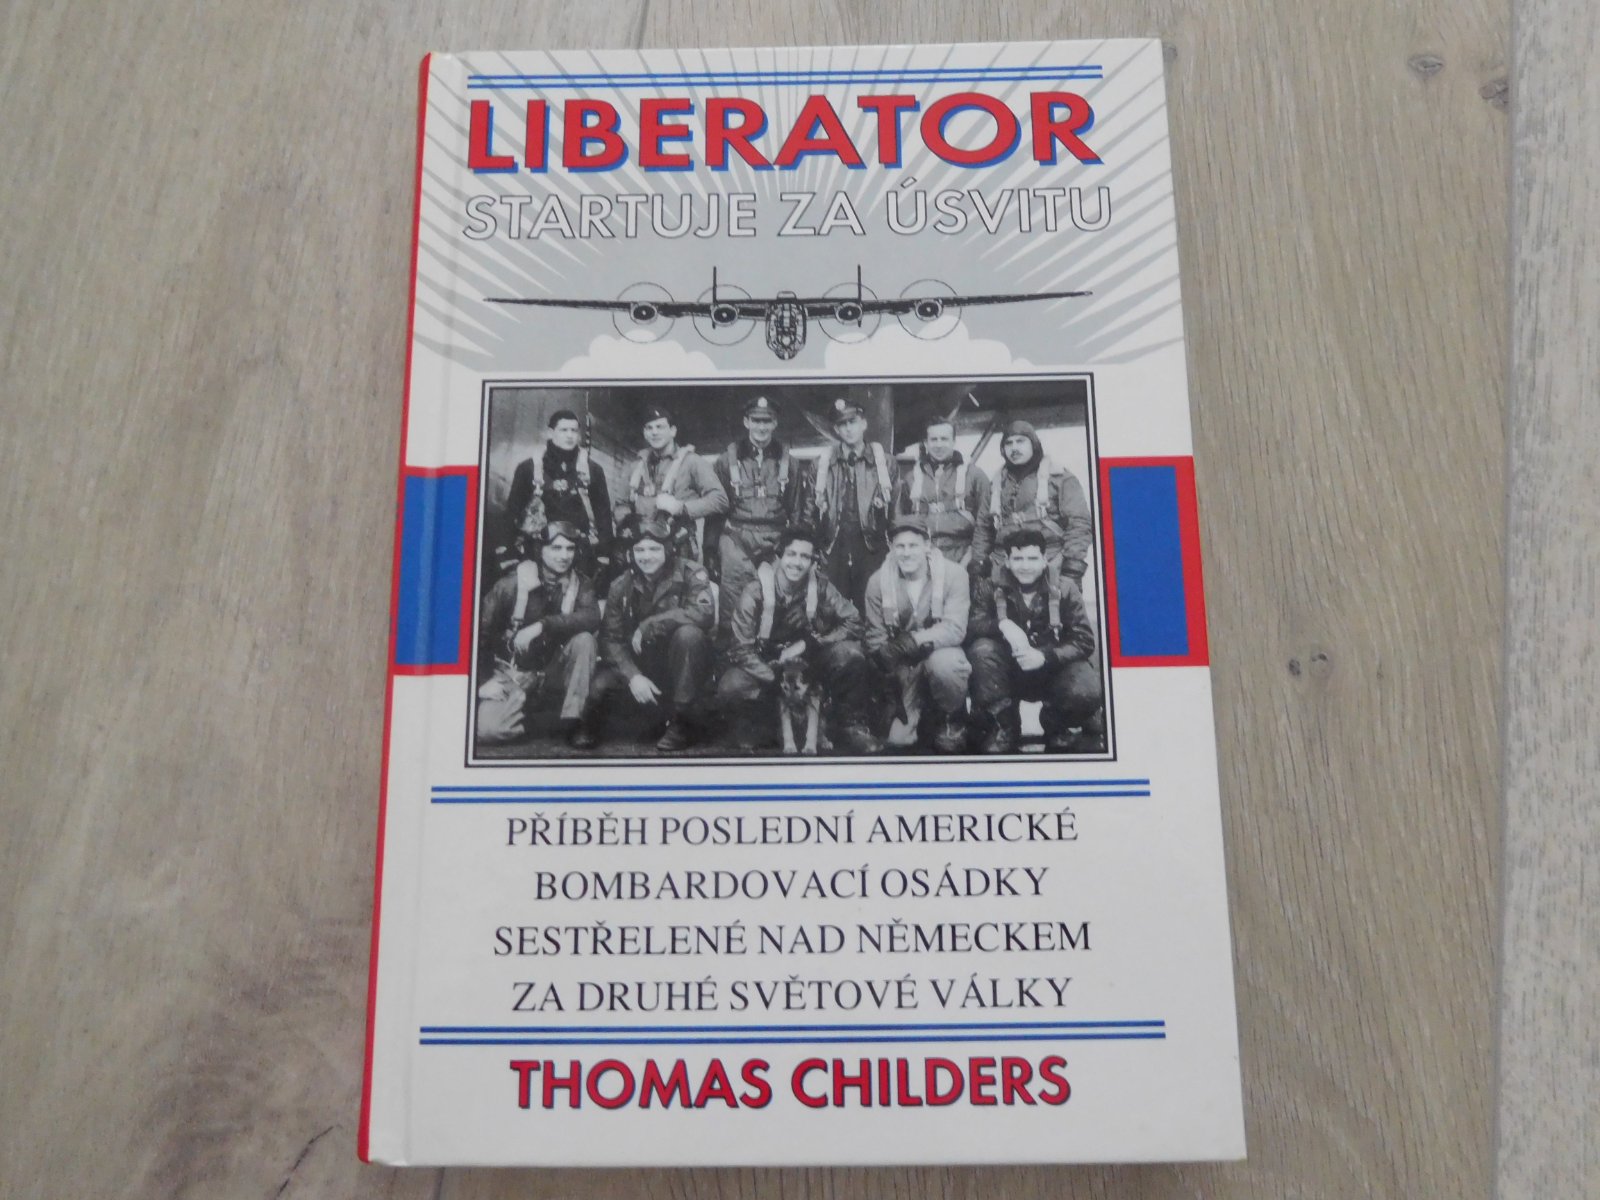 LIBERATOR
STARTUJE ZA ÚSVITU
PŘÍBĚH POSLEDNÍ AMERICKÉ
BOMBARDOVACÍ OSÁDKY
SESTŘELENÉ NAD NĚMECKEM
ZA DRUHÉ SVĚTOVÉ VÁLKY
THOMAS CHILDERS